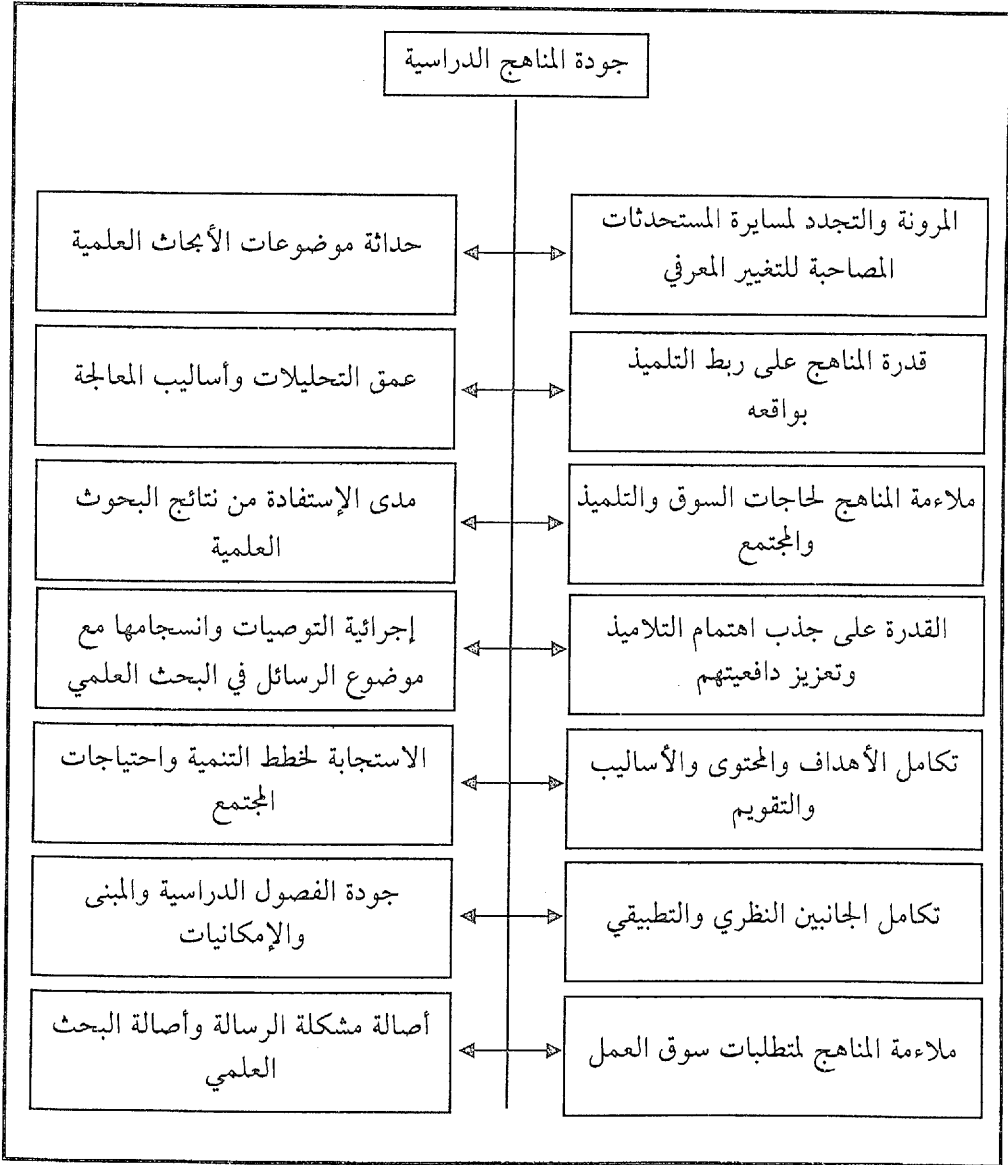 جودة المناهج الدراسية
المرونة والتجدد لمسايرة المستحدثات
المصاحبة للتغيير المعرفي
حداثة موضوعات الأبحاث العلمية
قدرة المناهج على ربط التلميذ
بواقعه
عمق التحليلات وأساليب المعالجة
ملاءمة المناهج لحاجات السوق والتلميذ
والمجتمع
مدى الإستفادة من نتائج البحوث
العلمية
القدرة على جذب اهتمام التلاميذ
وتعزيز دافعيتهم
إجرائية التوصيات وانسجامها مع
موضوع الرسائل في البحث العلمي
تكامل الأهداف والمحتوى والأساليب
والتقويم
الاستجابة لخطط التنمية واحتياجات
المجتمع
تكامل الجانبين النظري والتطبيقي
جودة الفصول الدراسية والمبنى
والإمكانيات
ملاءمة المناهج لمتطلبات سوق العمل
أصالة مشكلة الرسالة وأصالة البحث
العلمي